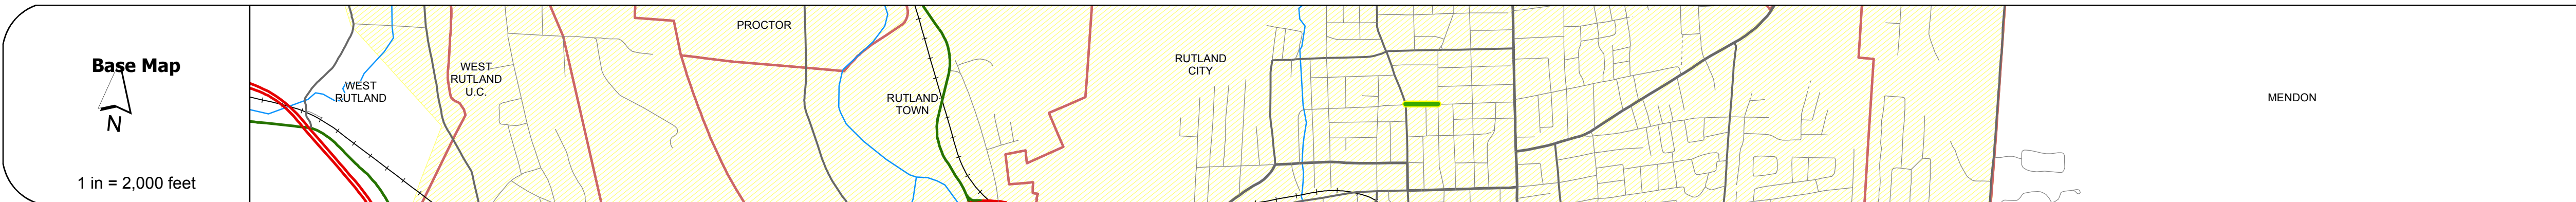 Base Map
N
1 in = 2,000 feet
WEST
RUTLAND
WEST
RUTLAND
U.C.
PROCTOR
RUTLAND
TOWN
RUTLAND
CITY
MENDON